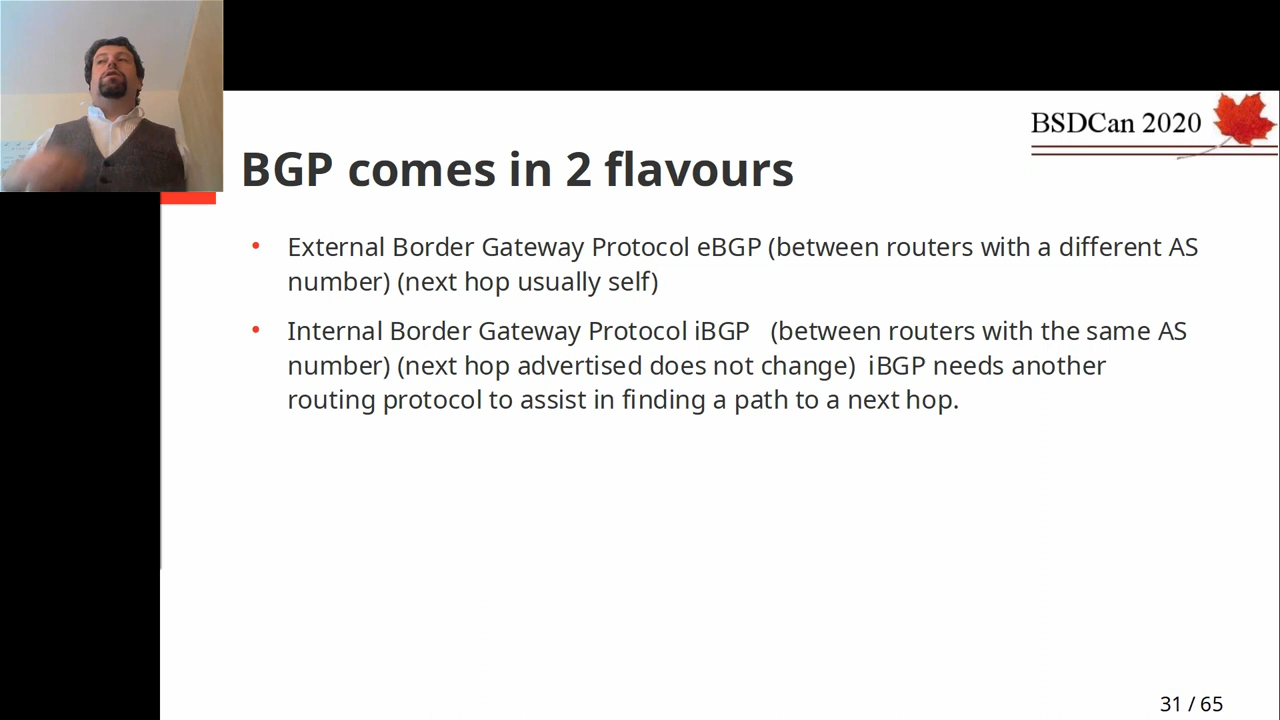 BSDCan 2020
BGP comes in 2 flavours
• External Border Gateway Protocol eBGP (between routers with a different AS
number) (next hop usually self)
• Internal Border Gateway Protocol iBGP (between routers with the same AS
number) (next hop advertised does not change) iBGP needs another
routing protocol to assist in finding a path to a next hop.
31 / 65